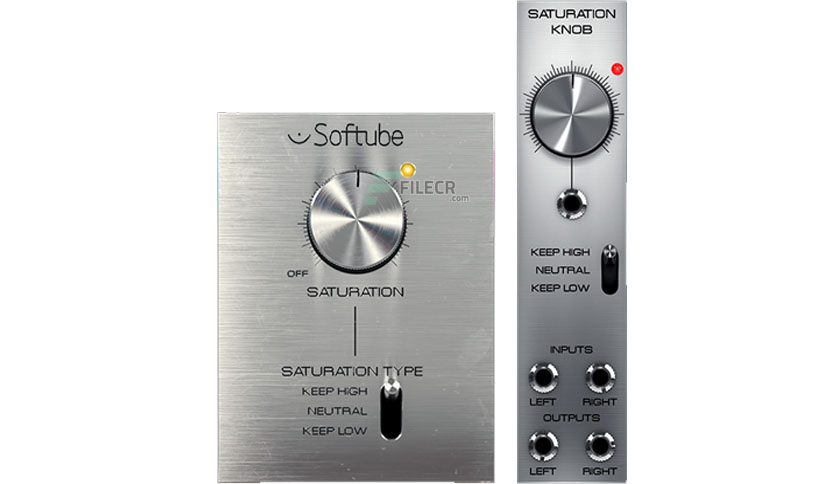 Softube
FILECR
.com
OFF
SATURATION
SATURATION TYPE
KEEP HIGH
NEUTRAL
KEEP LOW
SATURATION
KNOB
KEEP HIGH
NEUTRAL
KEEP LOW
INPUTS
LEFT RIGHT
OUTPUTS
LEFT RIGHT